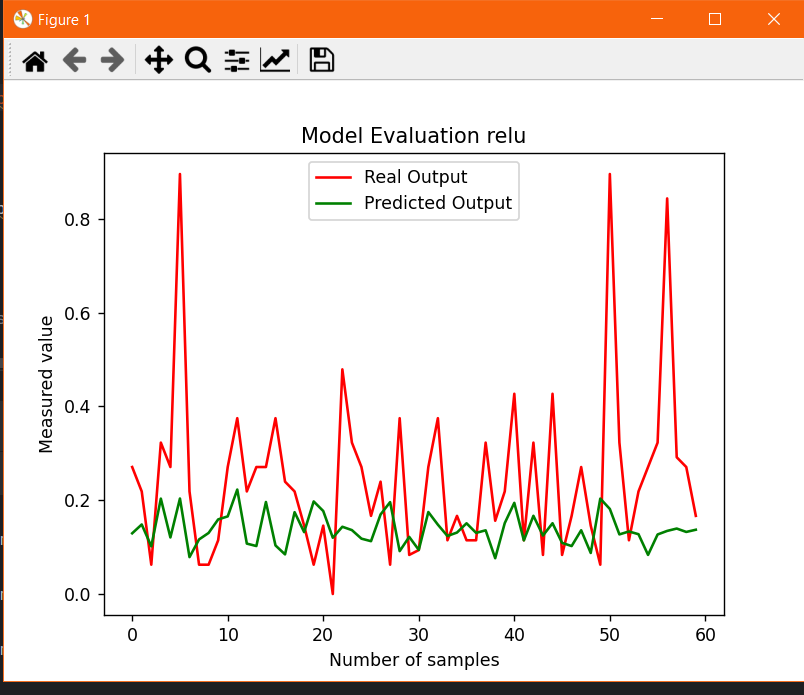 Figure 1
Model Evaluation relu
Real Output
Predicted Output
Measured value
0.8
0.6
0.4
0.2
0.0
0 10 20 30 40 50 60
Number of samples